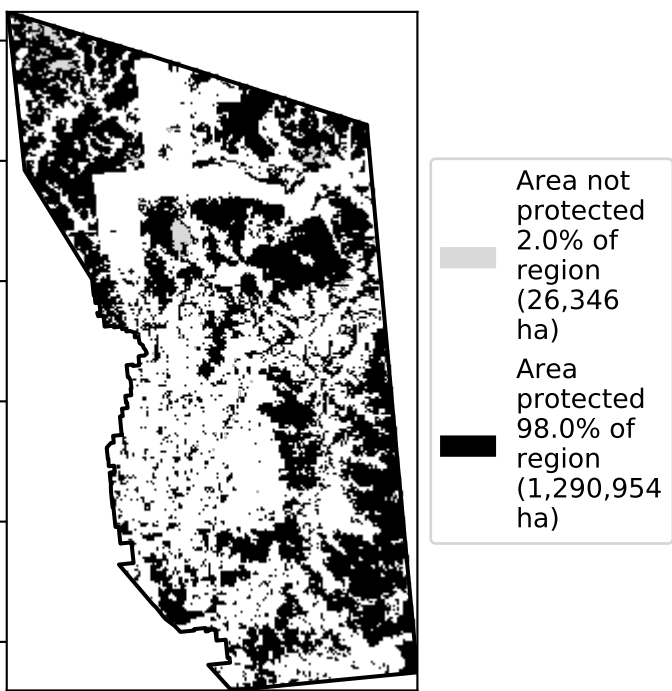 Area not
protected
2.0% of
region
(26,346
ha)
Area
protected
98.0% of
region
(1,290,954
ha)